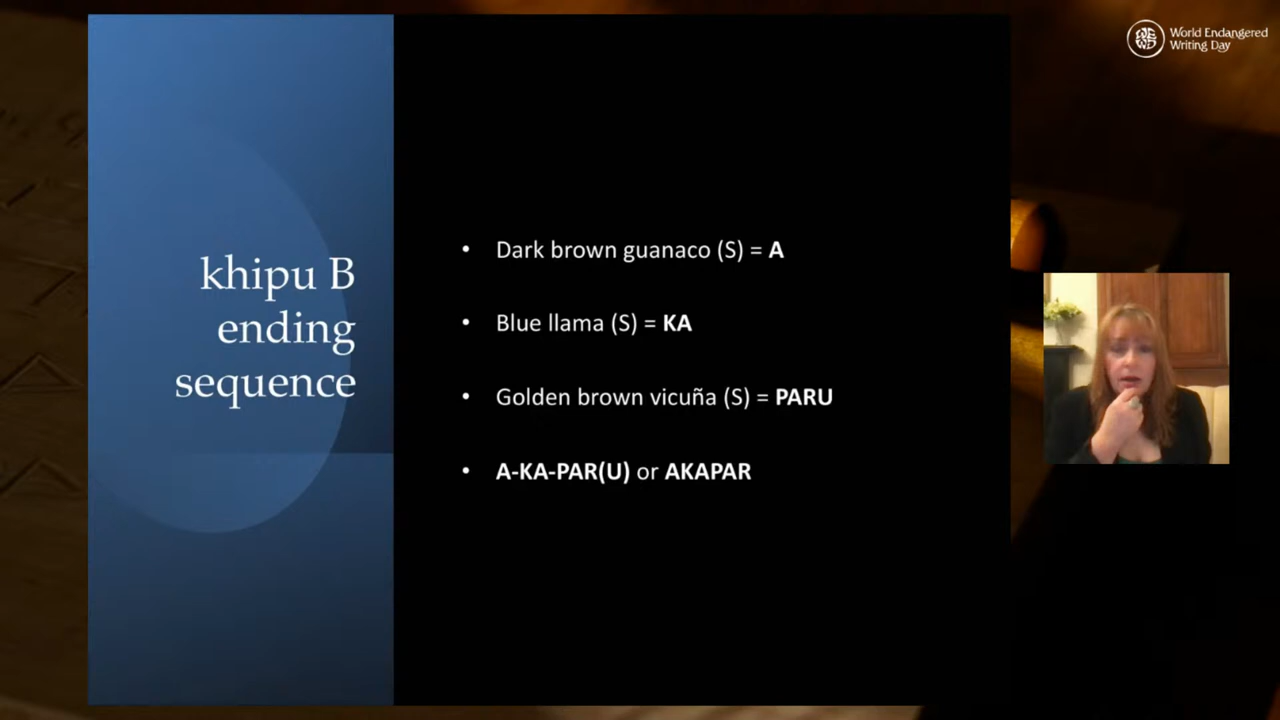 World Endangered
Writing Day
khipu B
ending
sequence
• Dark brown guanaco (S) = A
• Blue llama (S) = KA
• Golden brown vicuña (S) = PARU
• A-KA-PAR(U) or AKAPAR